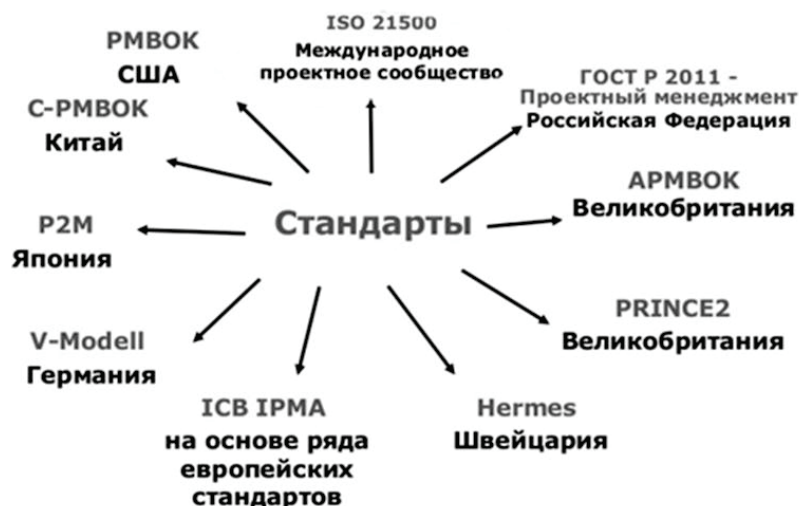 ISO 21500
Международное
проектное сообщество
PMBOK
США
ГОСТ Р 2011 -
Проектный менеджмент
Российская Федерация
C-PMBOK
Китай
APMBOK
Великобритания
Стандарты
P2M
Япония
PRINCE2
Великобритания
V-Modell
Германия
ICB IPMA
на основе ряда
европейских
стандартов
Hermes
Швейцария